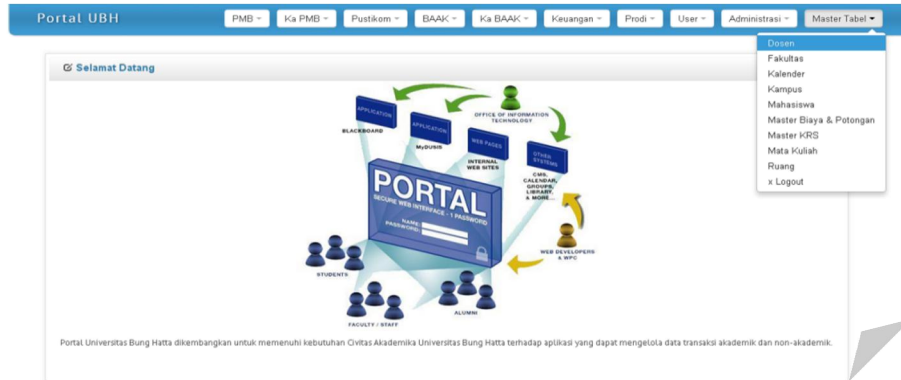 Portal UBH
PMB
Ka PMB
Pustikom
BAAK
Ka BAAK
Keuangan
Prodi
User
Administrasi
Master Tabel
Dosen
Fakultas
Kalender
Kampus
Mahasiswa
Master Biaya & Potongan
Master KRS
Mata Kuliah
Ruang
x Logout
Selamat Datang
APPLICATION
BLACKBOARD
APPLICATION
MyDUSIS
OFFICE OF INFORMATION
TECHNOLOGY
WEB PAGES
INTERNAL
WEB SITES
OTHER
SYSTEMS
CMS,
CALENDAR,
GROUPS,
LIBRARY,
& MORE...
PORTAL
SECURE WEB INTERFACE - 1 PASSWORD
NAME:
PASSWORD:
WEB DEVELOPERS
& WPC
STUDENTS
FACULTY / STAFF
ALUMNI
Portal Universitas Bung Hatta dikembangkan untuk memenuhi kebutuhan Civitas Akademika Universitas Bung Hatta terhadap aplikasi yang dapat mengelola data transaksi akademik dan non-akademik.